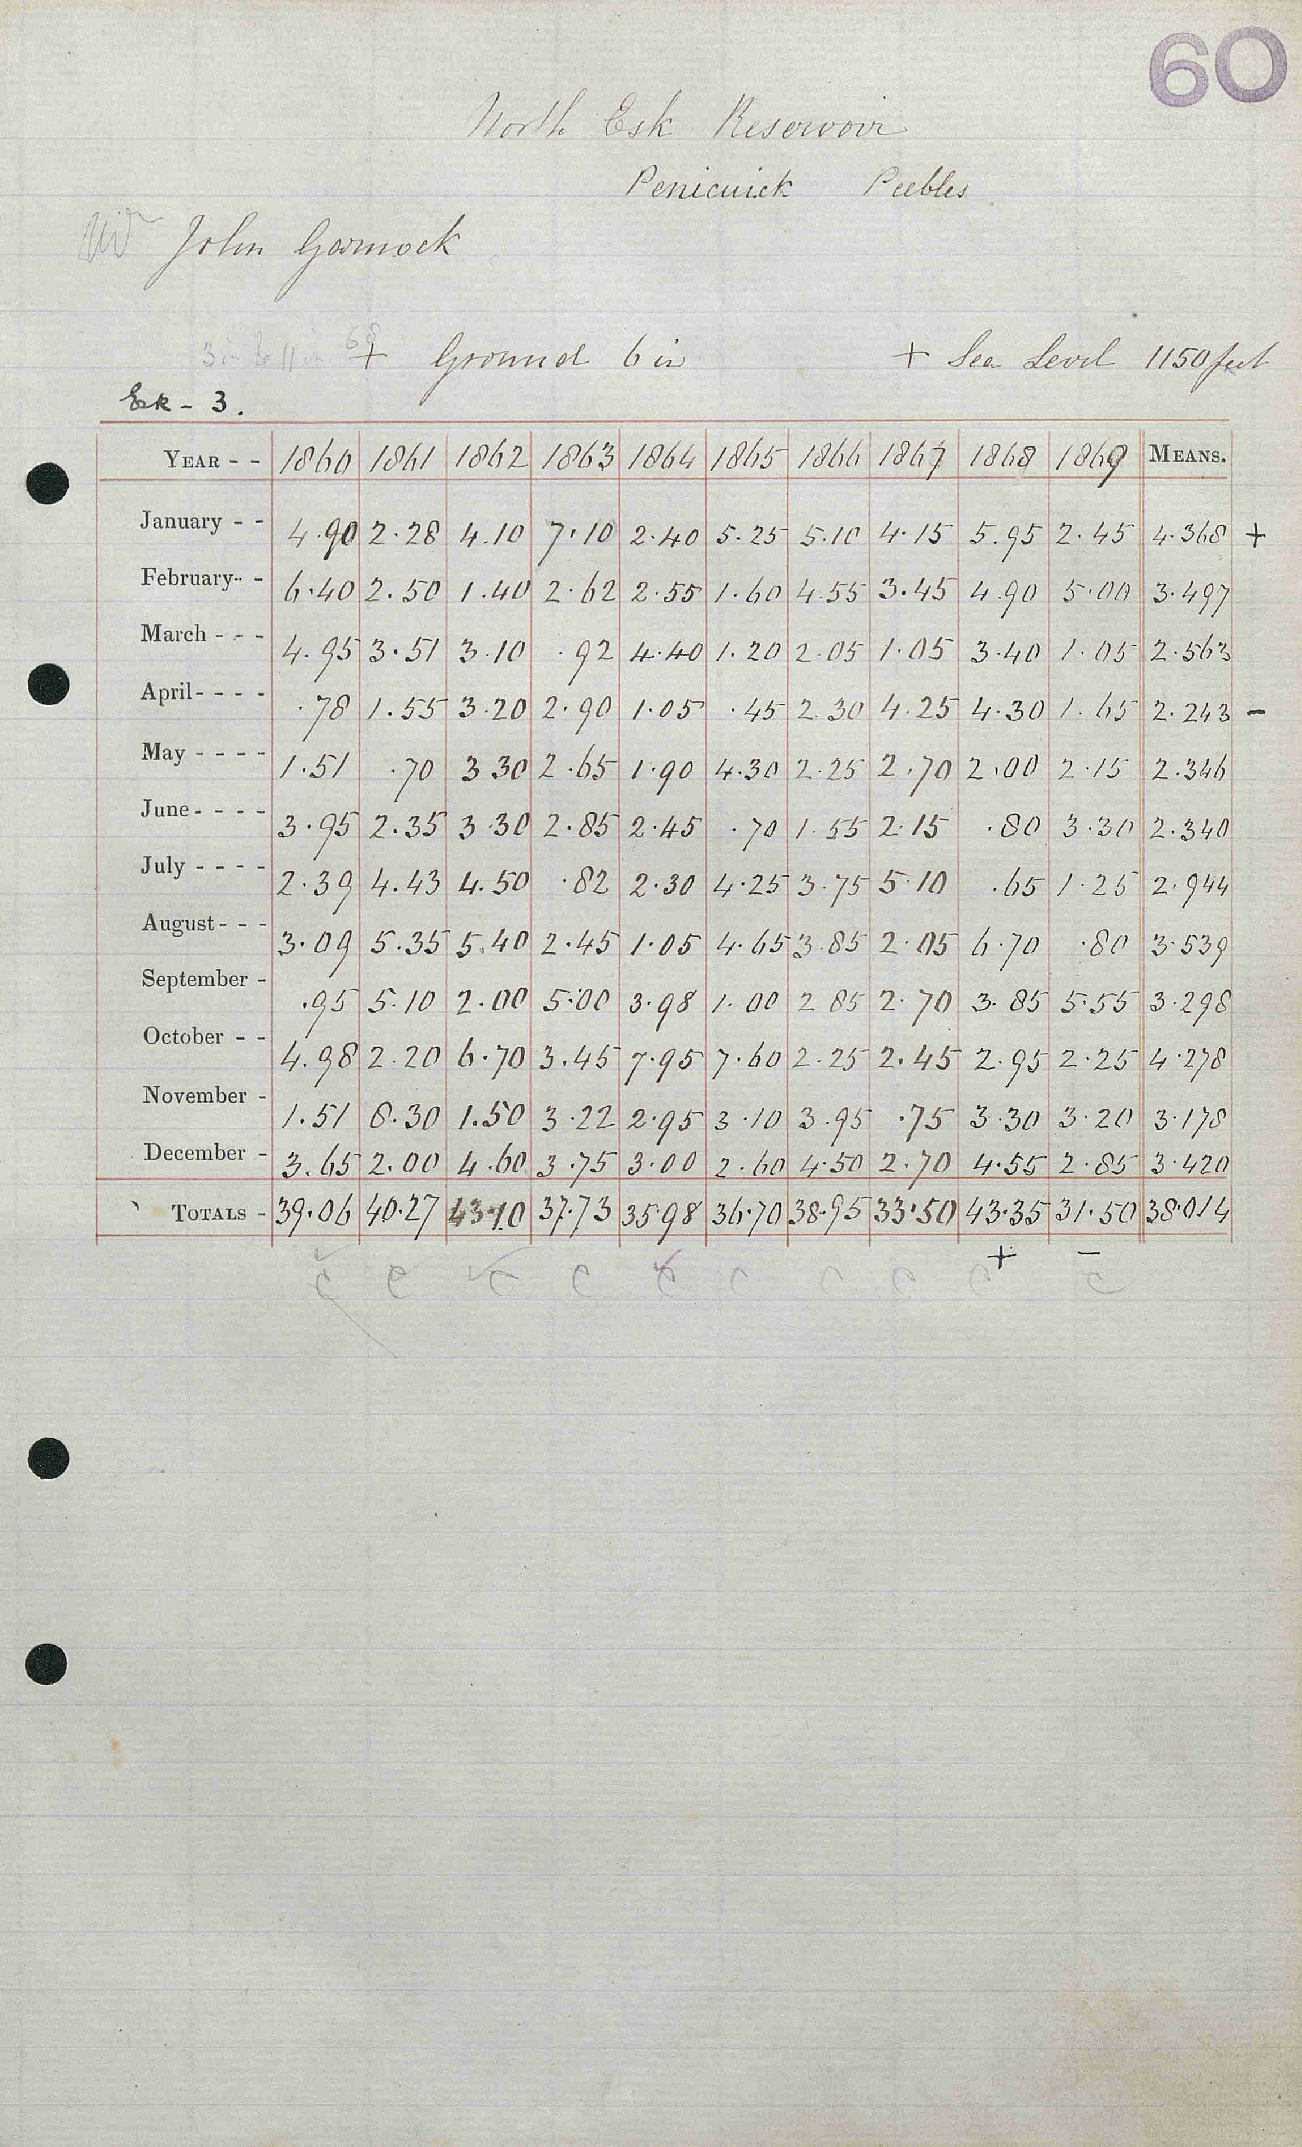 60
North Esk Reservoir
Penicuick Peebles
John Garnock
+ Ground 6 in + Sea Level 1150 feet
Ek - 3.
YEAR - - 1860 1861 1862 1863 1864 1865 1866 1867 1868 1869 MEANS.
January - - 4.90 2.28 4.10 7.10 2.40 5.25 5.10 4.15 5.95 2.45 4.368 +
February - - 6.40 2.50 1.40 2.62 2.55 1.60 4.55 3.45 4.90 5.00 3.497
March - - - 4.95 3.51 3.10 .92 4.40 1.20 2.05 1.05 3.40 1.05 2.563
April - - - - .78 1.55 3.20 2.90 1.05 .45 2.30 4.25 4.30 1.65 2.243 -
May - - - - 1.51 .70 3.30 2.65 1.90 4.30 2.25 2.70 2.00 2.15 2.346
June - - - - 3.95 2.35 3.30 2.85 2.45 .70 1.55 2.15 .80 3.30 2.340
July - - - - 2.39 4.43 4.50 .82 2.30 4.25 3.75 5.10 .65 1.25 2.944
August - - - 3.09 5.35 5.40 2.45 1.05 4.65 3.85 2.05 6.70 .80 3.539
September - .95 5.10 2.00 5.00 3.98 1.00 2.85 2.70 3.85 5.55 3.298
October - - 4.98 2.20 6.70 3.45 7.95 7.60 2.25 2.45 2.95 2.25 4.278
November - 1.51 8.30 1.50 3.22 2.95 3.10 3.95 .75 3.30 3.20 3.178
December - 3.65 2.00 4.60 3.75 3.00 2.60 4.50 2.70 4.55 2.85 3.420
TOTALS - 39.06 40.27 43.10 37.73 35.98 36.70 38.95 33.50 43.35 31.50 38.014
+ -
c c c c c c c c c c